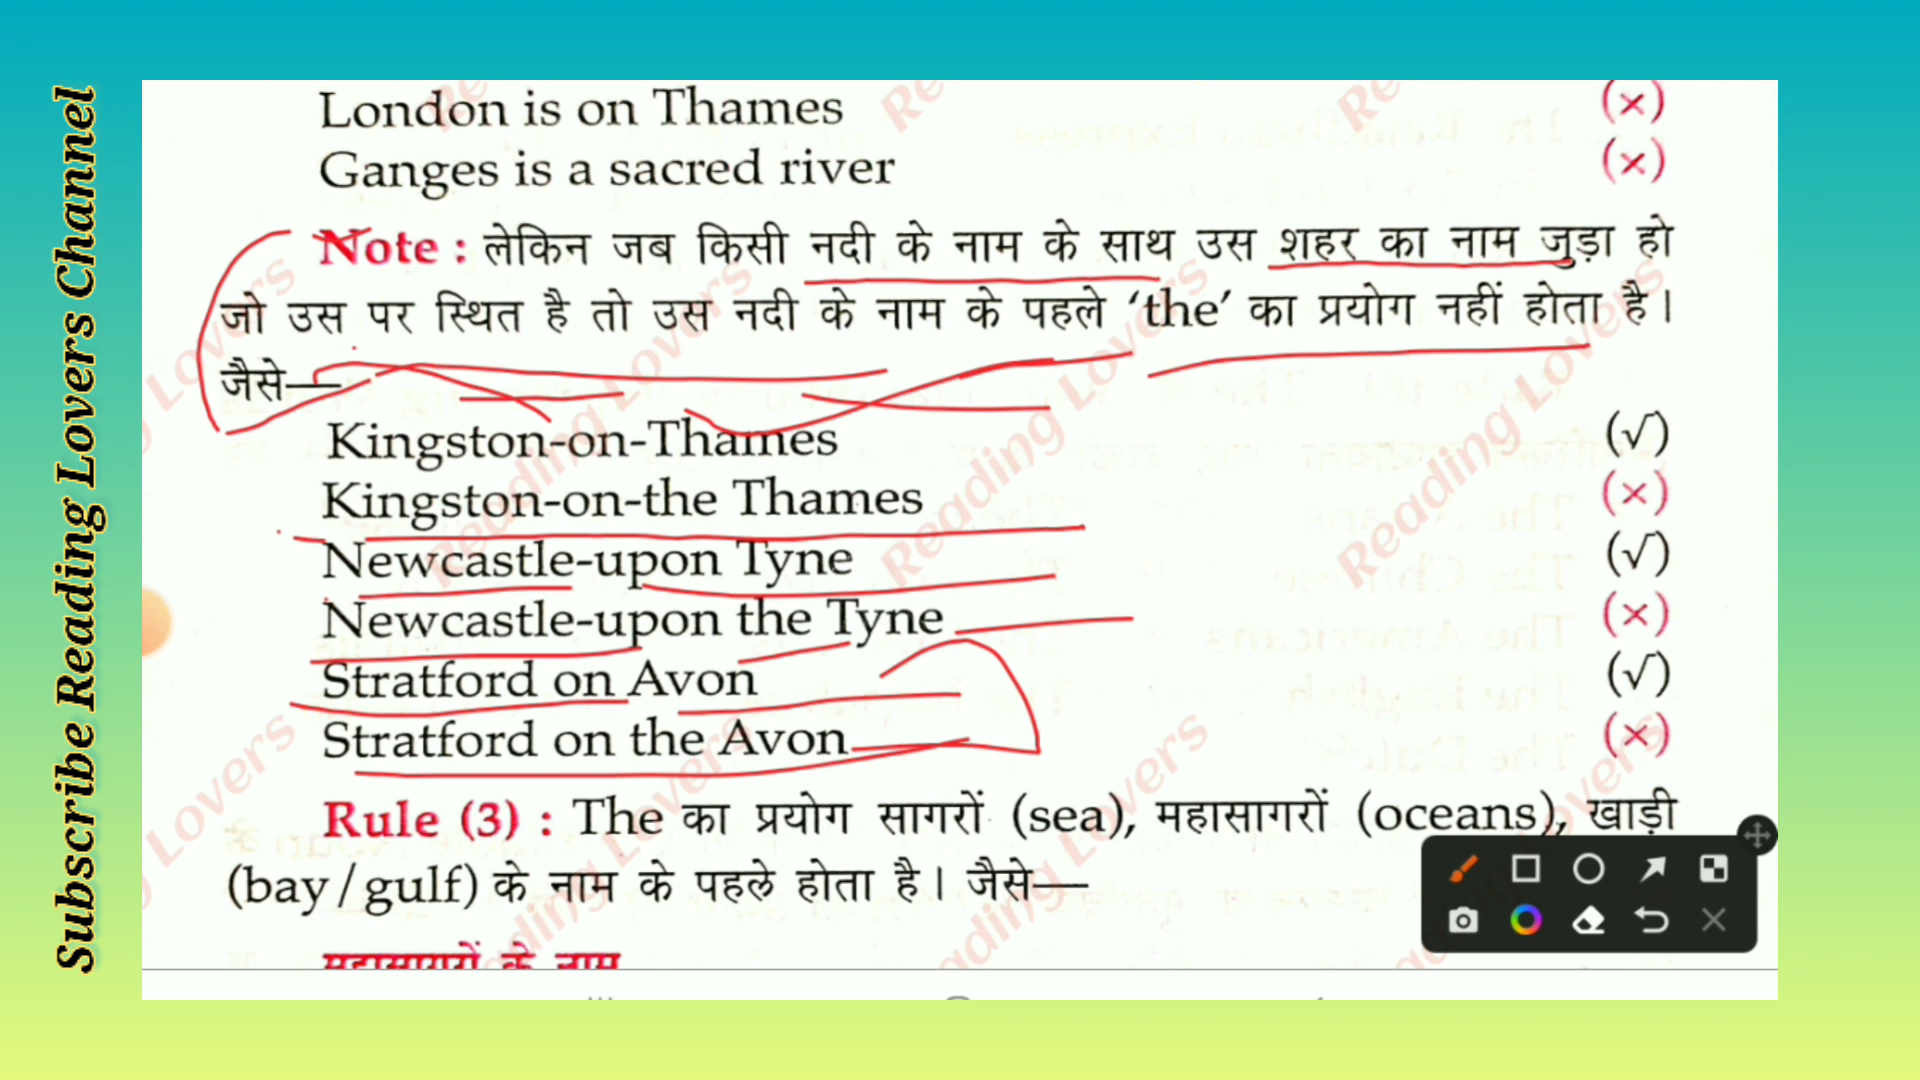 Subscribe Reading Lovers Channel
London is on Thames (×)
Ganges is a sacred river (×)
Note : लेकिन जब किसी नदी के नाम के साथ उस शहर का नाम जुड़ा हो
जो उस पर स्थित है तो उस नदी के नाम के पहले ‘the’ का प्रयोग नहीं होता है।
जैसे—
Kingston-on-Thames (√)
Kingston-on-the Thames (×)
Newcastle-upon Tyne (√)
Newcastle-upon the Tyne (×)
Stratford on Avon (√)
Stratford on the Avon (×)
Rule (3) : The का प्रयोग सागरों (sea), महासागरों (oceans), खाड़ी
(bay/gulf) के नाम के पहले होता है। जैसे—
महासागरों के नाम